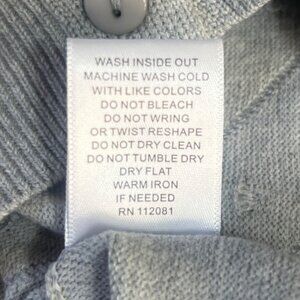 WASH INSIDE OUT
MACHINE WASH COLD
WITH LIKE COLORS
DO NOT BLEACH
DO NOT WRING
OR TWIST RESHAPE
DO NOT DRY CLEAN
DO NOT TUMBLE DRY
DRY FLAT
WARM IRON
IF NEEDED
RN 112081